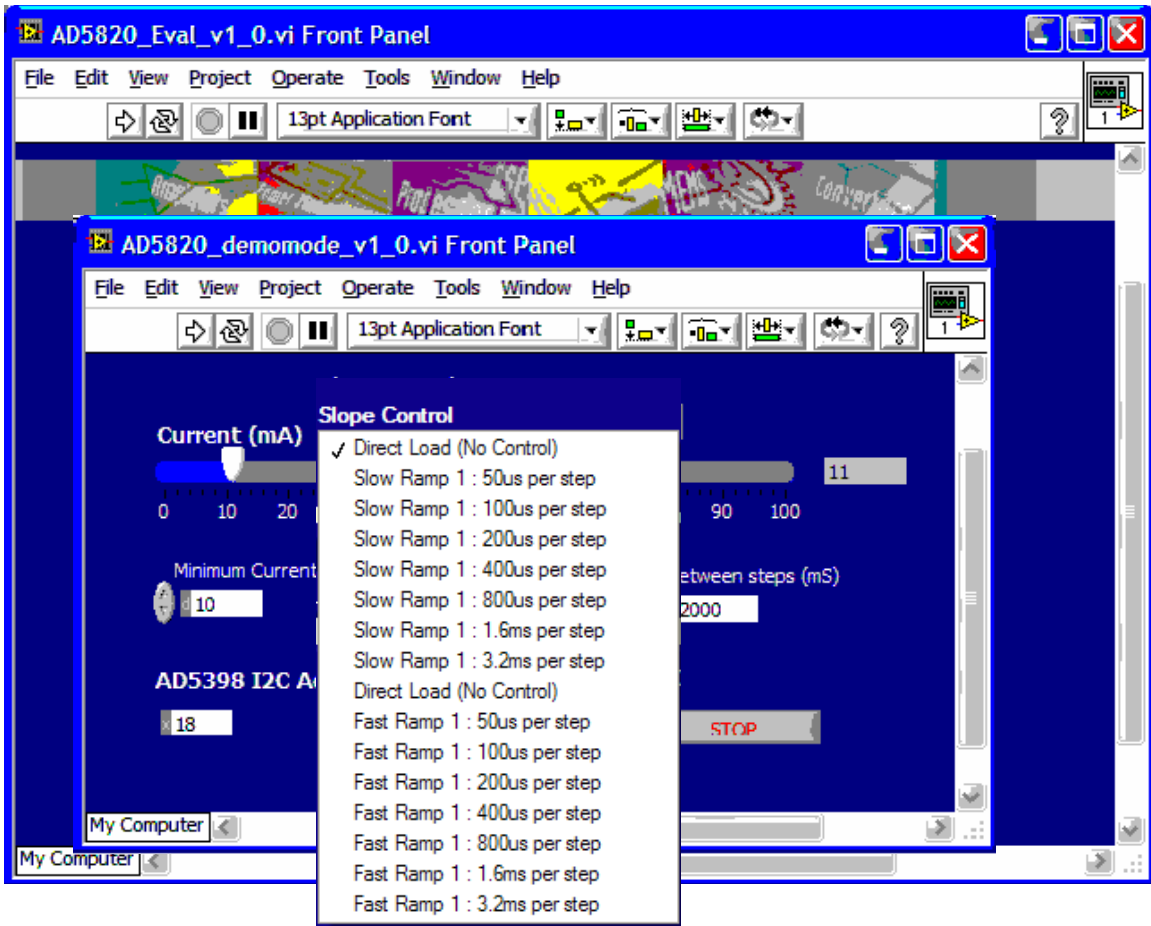 AD5820_Eval_v1_0.vi Front Panel
File Edit View Project Operate Tools Window Help
13pt Application Font
1
AD5820_demomode_v1_0.vi Front Panel
File Edit View Project Operate Tools Window Help
13pt Application Font
1
Slope Control
Current (mA)
11
0 10 20 90 100
Minimum Current
d 10
etween steps (mS)
2000
AD5398 I2C A
x 18
STOP
Direct Load (No Control)
Slow Ramp 1 : 50us per step
Slow Ramp 1 : 100us per step
Slow Ramp 1 : 200us per step
Slow Ramp 1 : 400us per step
Slow Ramp 1 : 800us per step
Slow Ramp 1 : 1.6ms per step
Slow Ramp 1 : 3.2ms per step
Direct Load (No Control)
Fast Ramp 1 : 50us per step
Fast Ramp 1 : 100us per step
Fast Ramp 1 : 200us per step
Fast Ramp 1 : 400us per step
Fast Ramp 1 : 800us per step
Fast Ramp 1 : 1.6ms per step
Fast Ramp 1 : 3.2ms per step
My Computer
My Computer